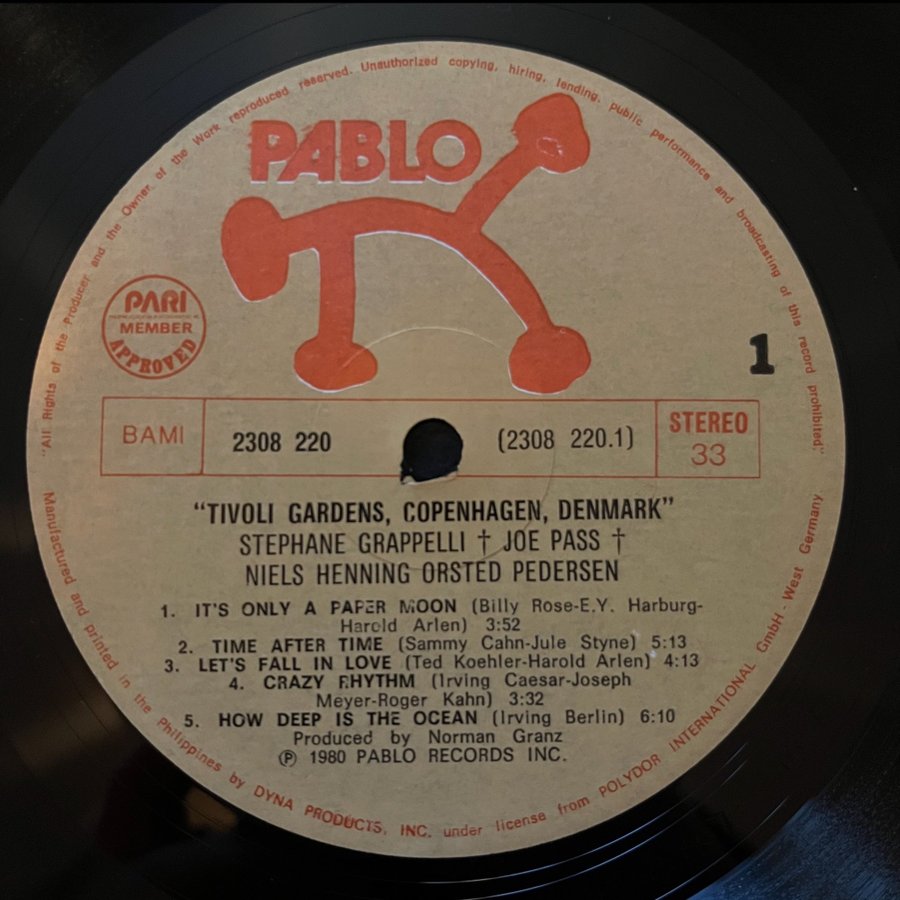 "All Rights of the Producer and the Owner of the Work reproduced reserved. Unauthorized copying, hiring, lending, public performance and broadcasting of this record prohibited."
PABLO
PARI
MEMBER
APPROVED
1
BAMI
2308 220
(2308 220.1)
STEREO
33
"TIVOLI GARDENS, COPENHAGEN, DENMARK"
STEPHANE GRAPPELLI † JOE PASS †
NIELS HENNING ORSTED PEDERSEN
1. IT'S ONLY A PAPER MOON (Billy Rose-E.Y. Harburg-
Harold Arlen) 3:52
2. TIME AFTER TIME (Sammy Cahn-Jule Styne) 5:13
3. LET'S FALL IN LOVE (Ted Koehler-Harold Arlen) 4:13
4. CRAZY RHYTHM (Irving Caesar-Joseph
Meyer-Roger Kahn) 3:32
5. HOW DEEP IS THE OCEAN (Irving Berlin) 6:10
Produced by Norman Granz
℗ 1980 PABLO RECORDS INC.
Manufactured and printed in the Philippines by DYNA PRODUCTS, INC. under license from POLYDOR INTERNATIONAL GmbH - West Germany